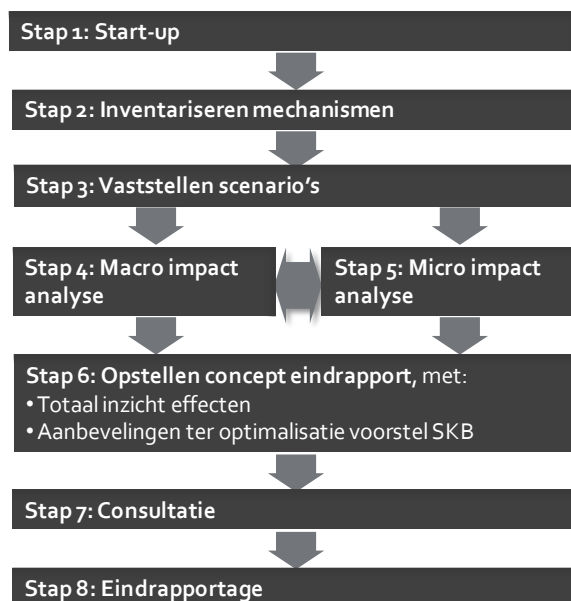 Stap 1: Start-up
Stap 2: Inventariseren mechanismen
Stap 3: Vaststellen scenario's
Stap 4: Macro impact
analyse
Stap 5: Micro impact
analyse
Stap 6: Opstellen concept eindrapport, met:
• Totaal inzicht effecten
• Aanbevelingen ter optimalisatie voorstel SKB
Stap 7: Consultatie
Stap 8: Eindrapportage